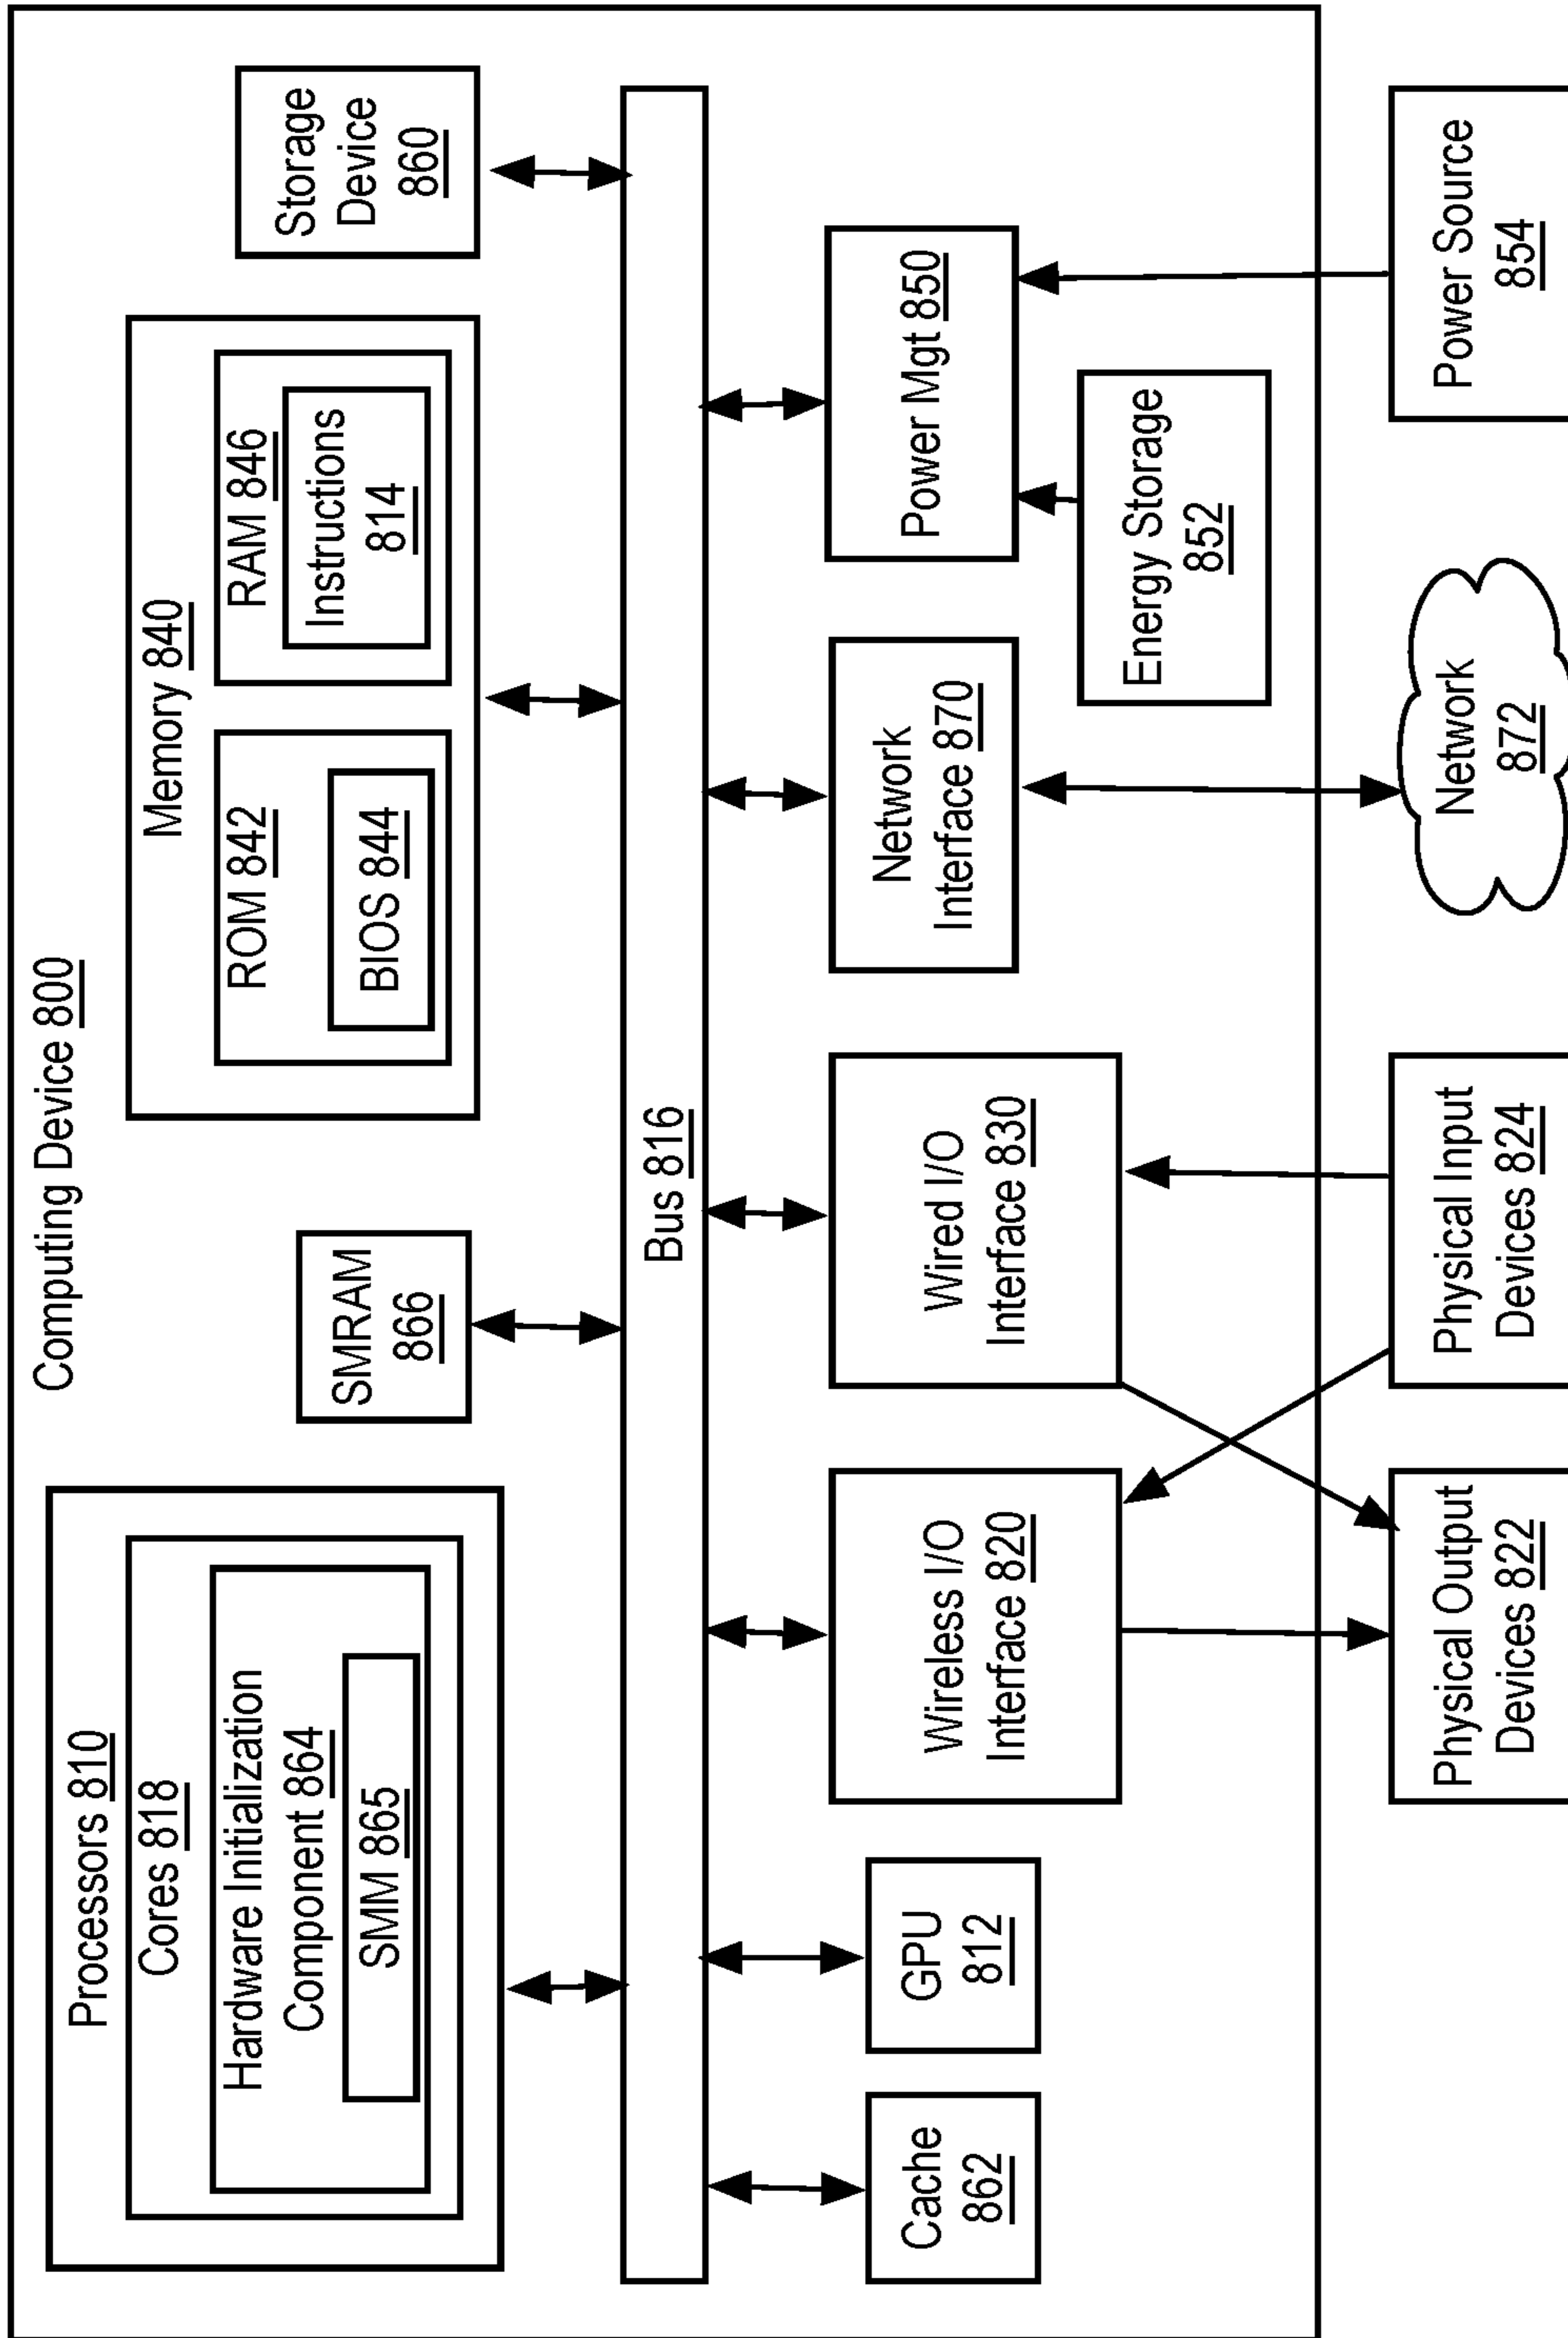 Computing Device 800
Processors 810
Cores 818
Hardware Initialization
Component 864
SMM 865
SMRAM
866
Memory 840
ROM 842
BIOS 844
RAM 846
Instructions
814
Storage
Device
860
Bus 816
Cache
862
GPU
812
Wireless I/O
Interface 820
Wired I/O
Interface 830
Network
Interface 870
Power Mgt 850
Energy Storage
852
Physical Output
Devices 822
Physical Input
Devices 824
Network
872
Power Source
854